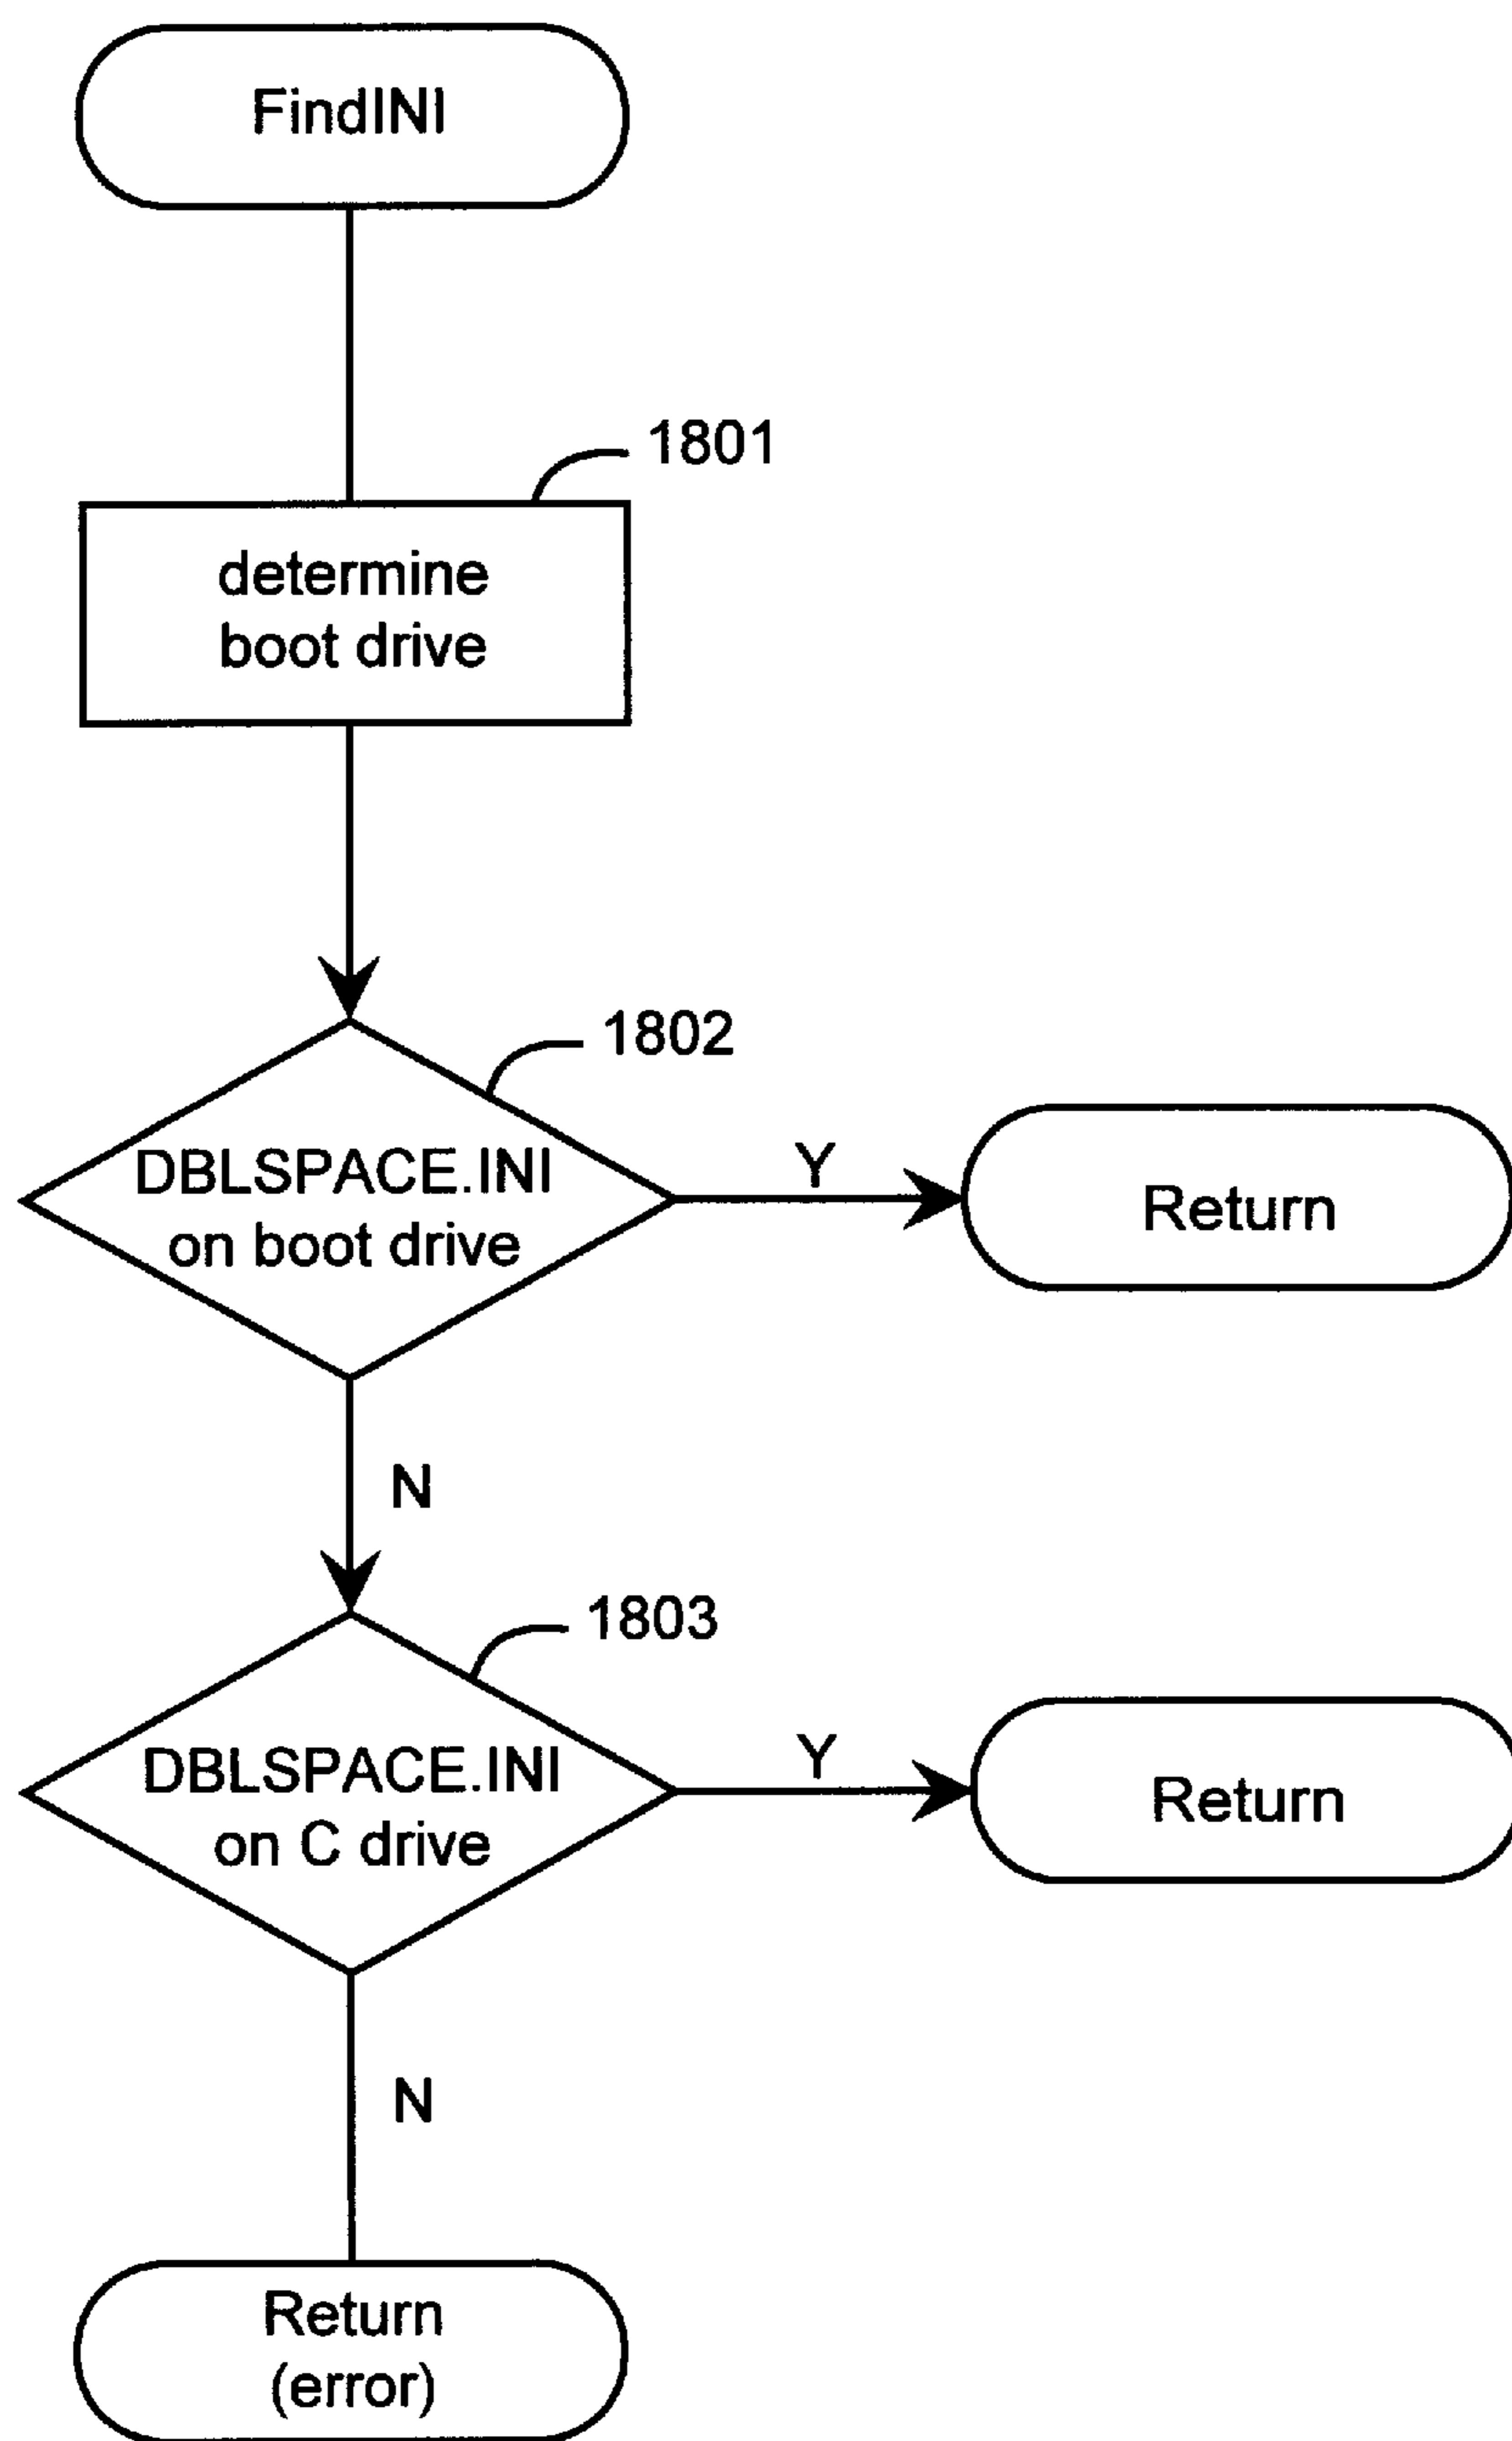 FindINI
1801
determine
boot drive
1802
DBLSPACE.INI
on boot drive
Y
Return
N
1803
DBLSPACE.INI
on C drive
Y
Return
N
Return
(error)